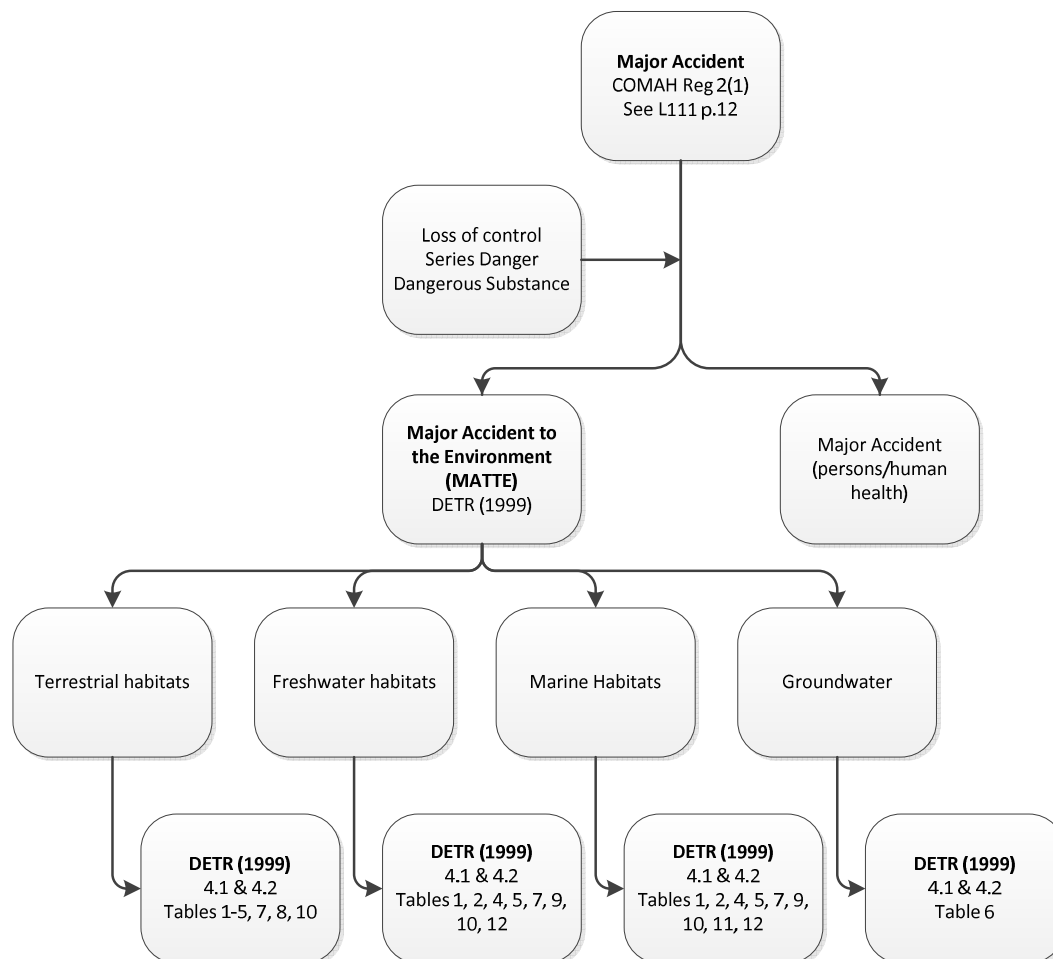 Major Accident
COMAH Reg 2(1)
See L111 p.12
Loss of control
Series Danger
Dangerous Substance
Major Accident to
the Environment
(MATTE)
DETR (1999)
Major Accident
(persons/human
health)
Terrestrial habitats
Freshwater habitats
Marine Habitats
Groundwater
DETR (1999)
4.1 & 4.2
Tables 1-5, 7, 8, 10
DETR (1999)
4.1 & 4.2
Tables 1, 2, 4, 5, 7, 9,
10, 12
DETR (1999)
4.1 & 4.2
Tables 1, 2, 4, 5, 7, 9,
10, 11, 12
DETR (1999)
4.1 & 4.2
Table 6